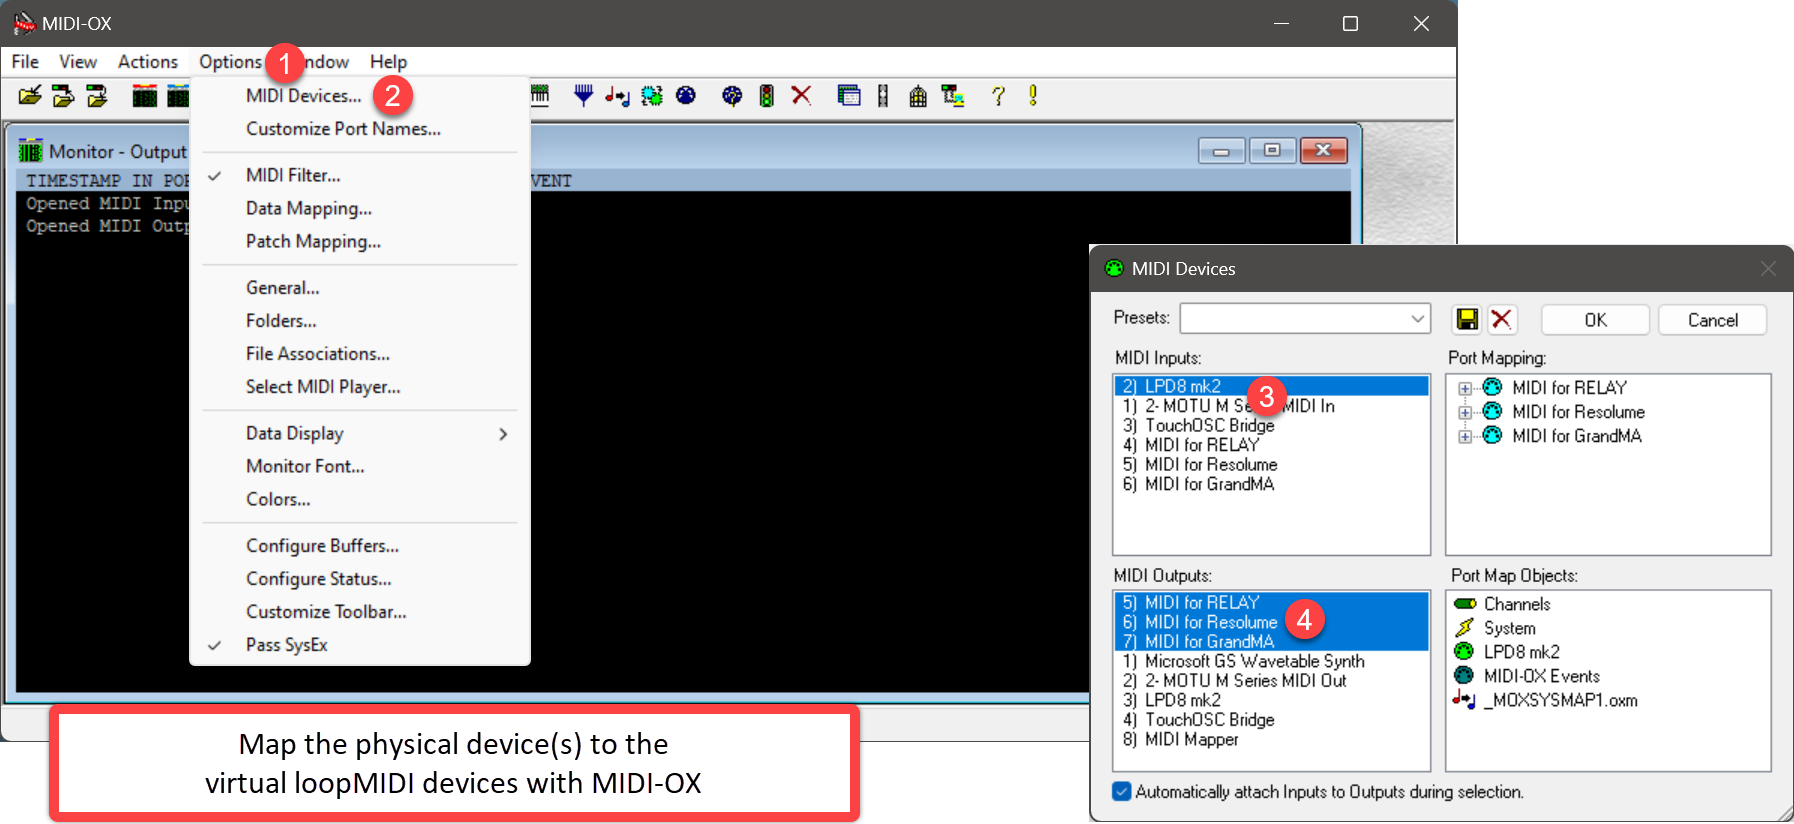 MIDI-OX
File View Actions Options 1 ndow Help
MIDI Devices... 2
Customize Port Names...
MIDI Filter...
Data Mapping...
Patch Mapping...
General...
Folders...
File Associations...
Select MIDI Player...
Data Display
Monitor Font...
Colors...
Configure Buffers...
Configure Status...
Customize Toolbar...
Pass SysEx
Monitor - Output
TIMESTAMP IN POR VENT
Opened MIDI Inpu
Opened MIDI Outp
Map the physical device(s) to the
virtual loopMIDI devices with MIDI-OX
MIDI Devices
Presets: OK Cancel
MIDI Inputs:
2) LPD8 mk2 3
1) 2- MOTU M Se MIDI In
3) TouchOSC Bridge
4) MIDI for RELAY
5) MIDI for Resolume
6) MIDI for GrandMA
Port Mapping:
MIDI for RELAY
MIDI for Resolume
MIDI for GrandMA
MIDI Outputs:
5) MIDI for RELAY
6) MIDI for Resolume 4
7) MIDI for GrandMA
1) Microsoft GS Wavetable Synth
2) 2- MOTU M Series MIDI Out
3) LPD8 mk2
4) TouchOSC Bridge
8) MIDI Mapper
Port Map Objects:
Channels
System
LPD8 mk2
MIDI-OX Events
_MOXSYSMAP1.oxm
Automatically attach Inputs to Outputs during selection.